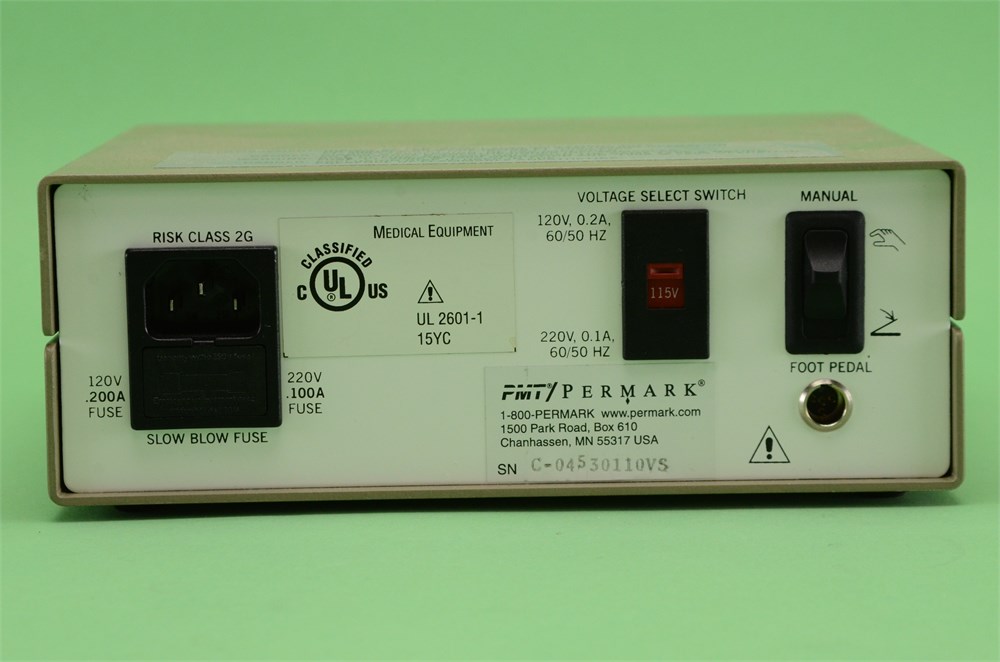 RISK CLASS 2G
120V
.200A
FUSE
220V
.100A
FUSE
SLOW BLOW FUSE
MEDICAL EQUIPMENT
CLASSIFIED
C UL® US
UL 2601-1
15YC
VOLTAGE SELECT SWITCH
120V, 0.2A,
60/50 HZ
115V
220V, 0.1A,
60/50 HZ
MANUAL
FOOT PEDAL
PMT®/PERMARK®
1-800-PERMARK www.permark.com
1500 Park Road, Box 610
Chanhassen, MN 55317 USA
SN C-04530110VS